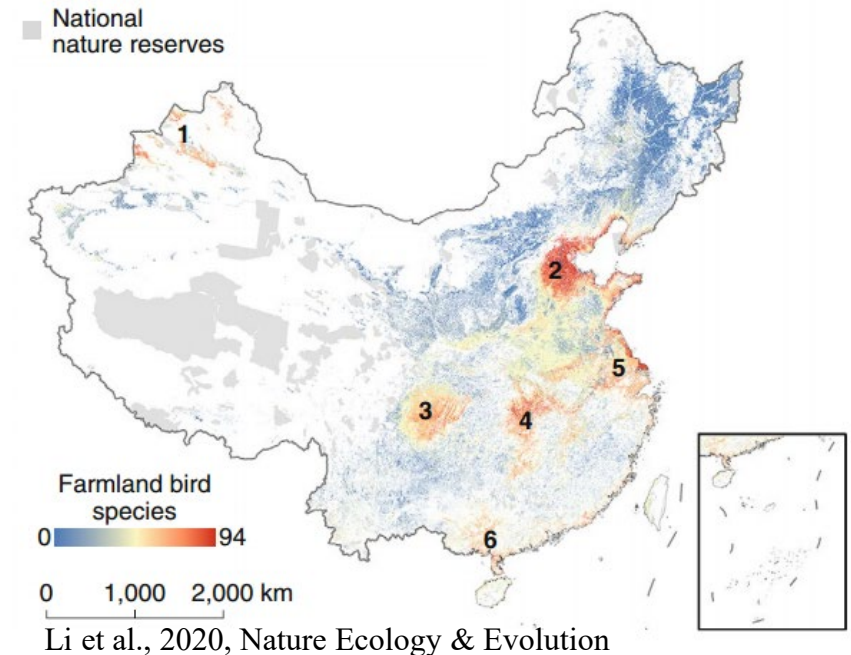 National
nature reserves
1
2
3
4
5
6
Farmland bird
species
0 94
0 1,000 2,000 km
Li et al., 2020, Nature Ecology & Evolution